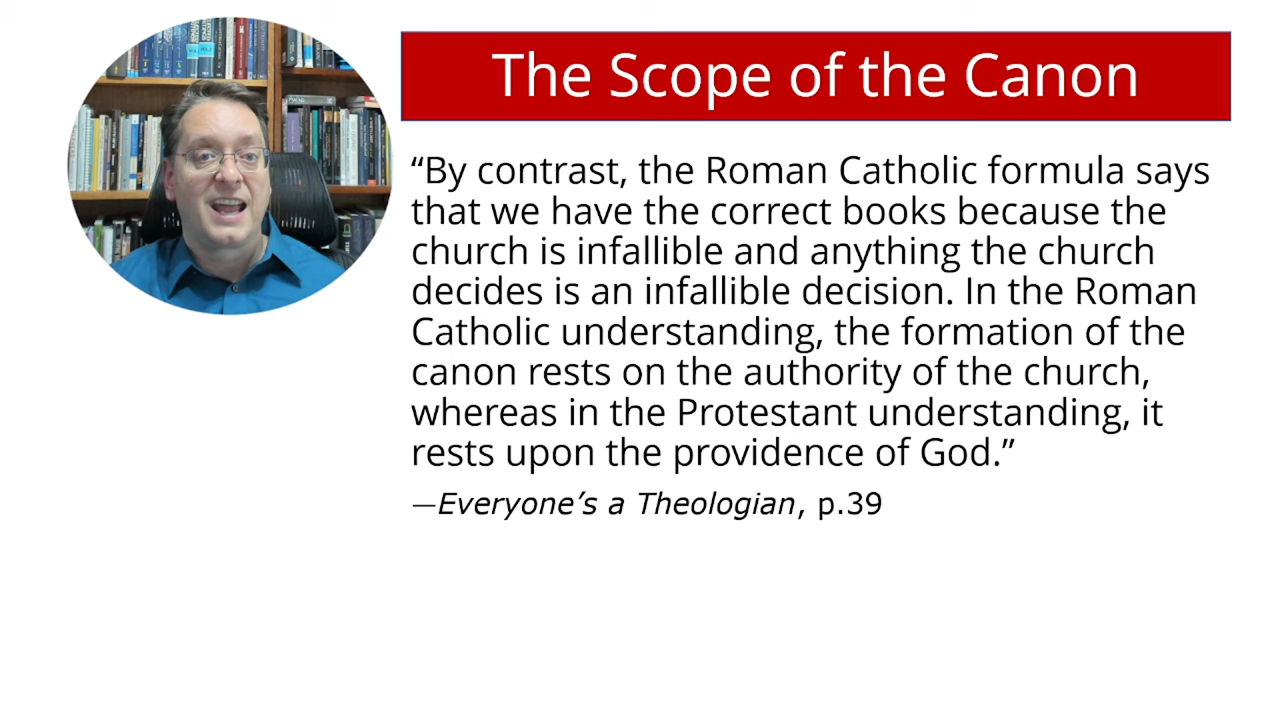 The Scope of the Canon
“By contrast, the Roman Catholic formula says
that we have the correct books because the
church is infallible and anything the church
decides is an infallible decision. In the Roman
Catholic understanding, the formation of the
canon rests on the authority of the church,
whereas in the Protestant understanding, it
rests upon the providence of God.”
—Everyone’s a Theologian, p.39